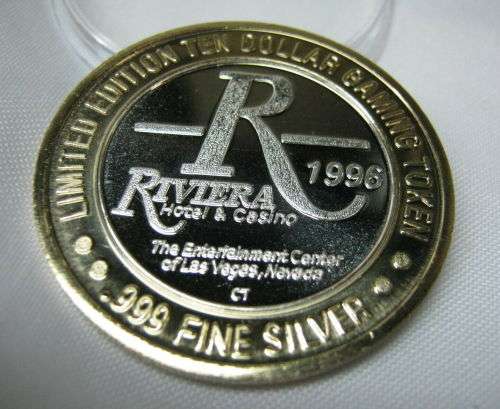 LIMITED EDITION TEN DOLLAR GAMING TOKEN
R
1996
RIVIERA
Hotel & Casino
The Entertainment Center
of Las Vegas, Nevada
CT
.999 FINE SILVER